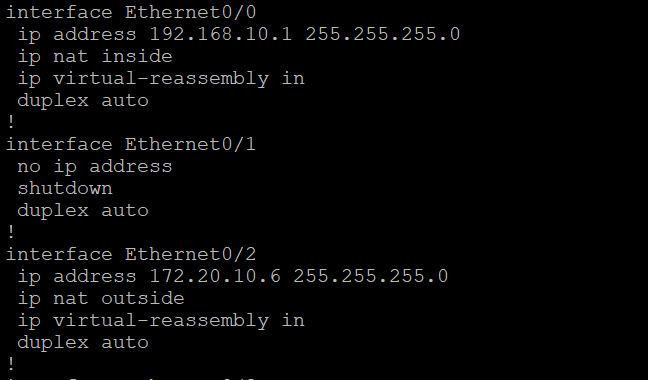 interface Ethernet0/0
 ip address 192.168.10.1 255.255.255.0
 ip nat inside
 ip virtual-reassembly in
 duplex auto
!
interface Ethernet0/1
 no ip address
 shutdown
 duplex auto
!
interface Ethernet0/2
 ip address 172.20.10.6 255.255.255.0
 ip nat outside
 ip virtual-reassembly in
 duplex auto
!